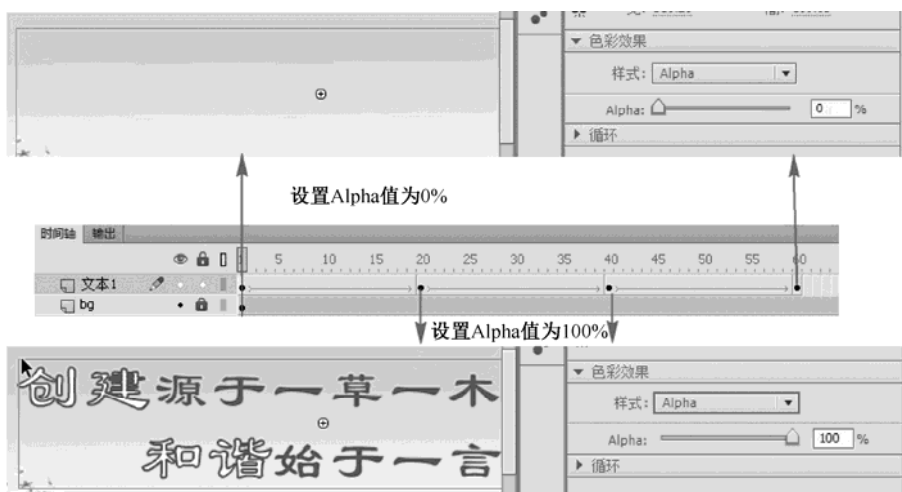 色彩效果
样式: Alpha
Alpha: 0 %
循环
设置Alpha值为0%
时间轴 输出
5 10 15 20 25 30 35 40 45 50 55 60
文本1
bg
设置Alpha值为100%
色彩效果
创建源于一草一木
样式: Alpha
和谐始于一言
Alpha: 100 %
循环